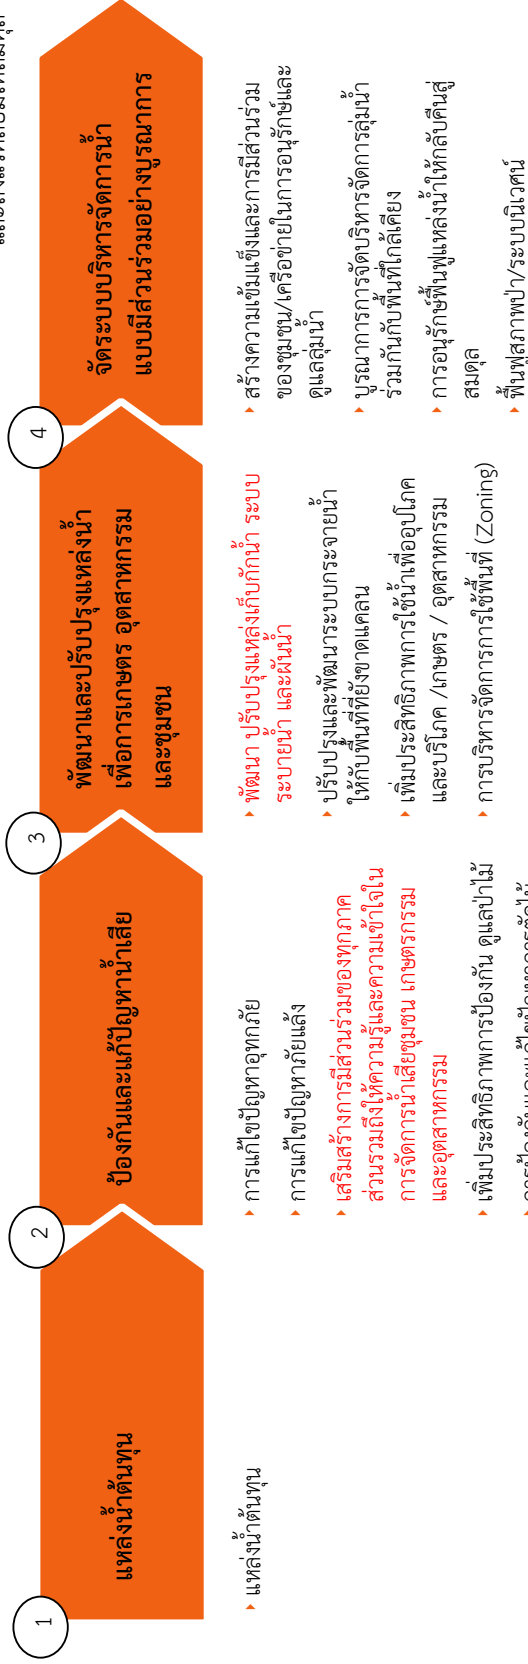 1
แหล่งน้ำต้นทุน
▸ แหล่งน้ำต้นทุน
2
ป้องกันและแก้ปัญหาน้ำเสีย
▸ การแก้ไขปัญหาอุทกภัย
▸ การแก้ไขปัญหาภัยแล้ง
▸ เสริมสร้างการมีส่วนร่วมของทุกภาค
ส่วนรวมถึงให้ความรู้และความเข้าใจใน
การจัดการน้ำเสียชุมชน เกษตรกรรม
และอุตสาหกรรม
▸ เพิ่มประสิทธิภาพการป้องกัน ดูแลป่าไม้
3
พัฒนาและปรับปรุงแหล่งน้ำ
เพื่อการเกษตร อุตสาหกรรม
และชุมชน
▸ พัฒนา ปรับปรุงแหล่งเก็บกักน้ำ ระบบ
ระบายน้ำ และผันน้ำ
▸ ปรับปรุงและพัฒนาระบบกระจายน้ำ
ให้กับพื้นที่ที่ยังขาดแคลน
▸ เพิ่มประสิทธิภาพการใช้น้ำเพื่ออุปโภค
และบริโภค /เกษตร / อุตสาหกรรม
▸ การบริหารจัดการการใช้พื้นที่ (Zoning)
4
จัดระบบบริหารจัดการน้ำ
แบบมีส่วนร่วมอย่างบูรณาการ
▸ สร้างความเข้มแข็งและการมีส่วนร่วม
ของชุมชน/เครือข่ายในการอนุรักษ์และ
ดูแลลุ่มน้ำ
▸ บูรณาการการจัดบริหารจัดการลุ่มน้ำ
ร่วมกันกับพื้นที่ใกล้เคียง
▸ การอนุรักษ์ฟื้นฟูแหล่งน้ำให้กลับคืนสู่
สมดุล
▸ ฟื้นฟูสภาพป่า/ระบบนิเวศน์